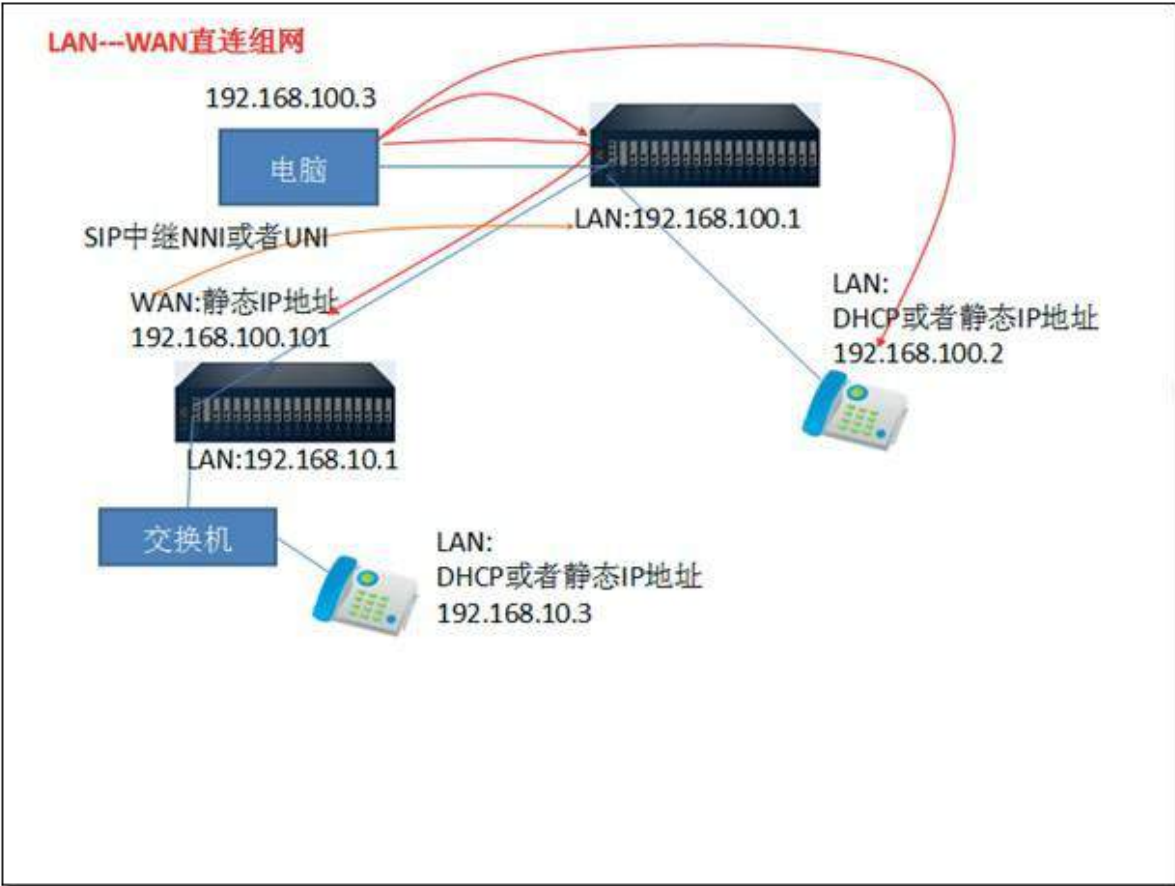 LAN---WAN直连组网
192.168.100.3
电脑
LAN:192.168.100.1
SIP中继NNI或者UNI
WAN:静态IP地址
192.168.100.101
LAN:
DHCP或者静态IP地址
192.168.100.2
LAN:192.168.10.1
交换机
LAN:
DHCP或者静态IP地址
192.168.10.3